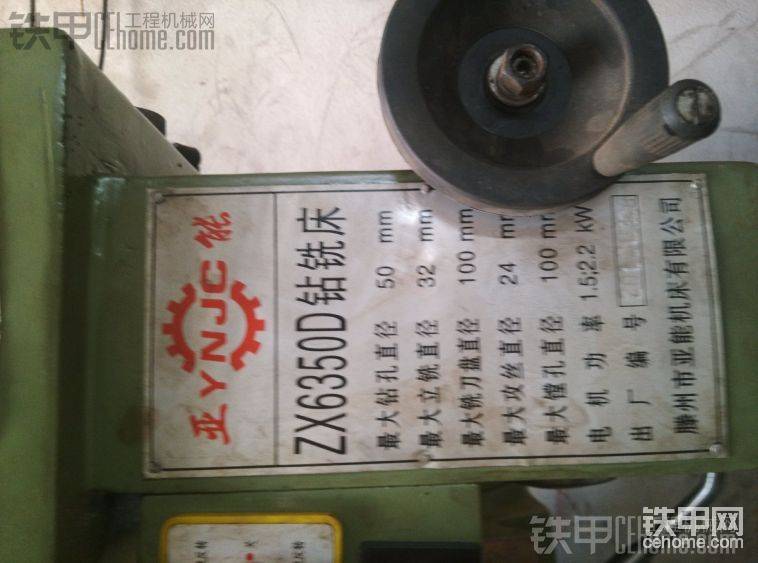 铁甲 工程机械网
CEhome.com
亚 YNJC 能
ZX6350D钻铣床
最大钻孔直径 50 mm
最大立铣直径 32 mm
最大铣刀盘直径 100 mm
最大攻丝直径 24 mm
最大镗孔直径 100 mm
电机功率 1.5/2.2 kW
出厂编号
滕州市亚能机床有限公司
铁甲网
cehome.com